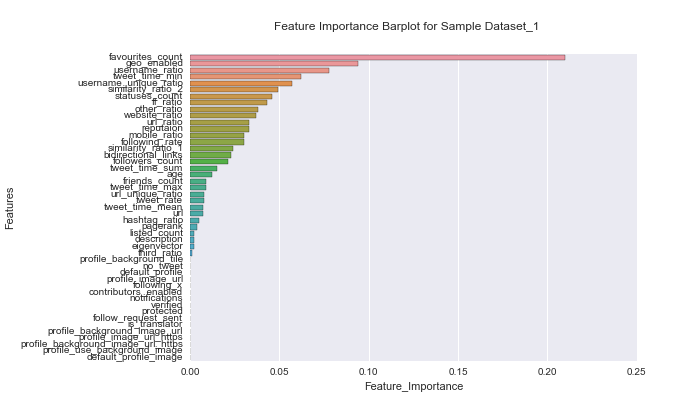 Feature Importance Barplot for Sample Dataset_1
favourites_count
geo_enabled
username_ratio
tweet_time_min
username_unique_ratio
similarity_ratio_2
statuses_count
ff_ratio
other_ratio
website_ratio
url_ratio
reputaion
mobile_ratio
following_rate
similarity_ratio_1
bidirectional_links
followers_count
tweet_time_sum
age
friends_count
tweet_time_max
url_unique_ratio
tweet_rate
tweet_time_mean
url
hashtag_ratio
pagerank
listed_count
description
eigenvector
third_ratio
profile_background_tile
no_tweet
default_profile
profile_image_url
following_x
contributors_enabled
notifications
verified
protected
follow_request_sent
is_translator
profile_background_image_url
profile_image_url_https
profile_background_image_url_https
profile_use_background_image
default_profile_image
Features
0.00 0.05 0.10 0.15 0.20 0.25
Feature_Importance